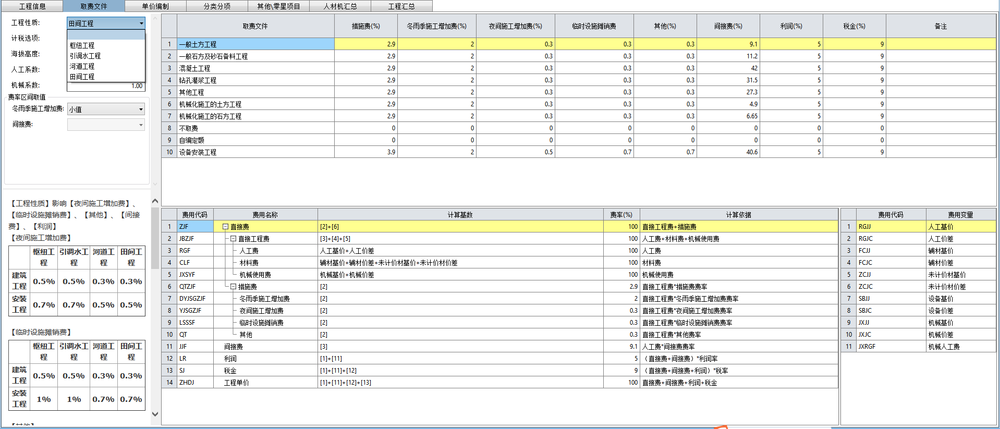 工程信息 取费文件 单价编制 分类分项 其他\零星项目 人材机汇总 工程汇总
工程性质: 田间工程
计税选项:
枢纽工程
海拔高度: 引调水工程
人工系数: 河道工程
田间工程
机械系数: 1.00
费率区间取值
冬雨季施工增加费: 小值
间接费:
【工程性质】影响【夜间施工增加费】、
【临时设施摊销费】、【其他】、【间接
费】、【利润】
【夜间施工增加费】
枢纽工程 引调水工程 河道工程 田间工程
建筑工程 0.5% 0.5% 0.3% 0.3%
安装工程 0.7% 0.7% 0.5% 0.5%
【临时设施摊销费】
枢纽工程 引调水工程 河道工程 田间工程
建筑工程 0.5% 0.5% 0.3% 0.3%
安装工程 1% 1% 0.7% 0.7%
【其他】
取费文件 措施费(%) 冬雨季施工增加费(%) 夜间施工增加费(%) 临时设施摊销费 其他(%) 间接费(%) 利润(%) 税金(%) 备注
1 一般土方工程 2.9 2 0.3 0.3 0.3 9.1 5 9
2 一般石方及砂石备料工程 2.9 2 0.3 0.3 0.3 11.2 5 9
3 混凝土工程 2.9 2 0.3 0.3 0.3 42 5 9
4 钻孔灌浆工程 2.9 2 0.3 0.3 0.3 31.5 5 9
5 其他工程 2.9 2 0.3 0.3 0.3 27.3 5 9
6 机械化施工的土方工程 2.9 2 0.3 0.3 0.3 4.9 5 9
7 机械化施工的石方工程 2.9 2 0.3 0.3 0.3 6.65 5 9
8 不取费 0 0 0 0 0 0 0 0
9 自编定额 0 0 0 0 0 0 0 0
10 设备安装工程 3.9 2 0.5 0.7 0.7 40.6 5 9
费用代码 费用名称 计算基数 费率(%) 计算依据
1 ZJF 直接费 [2]+[6] 100 直接工程费+措施费
2 JBZJF 直接工程费 [3]+[4]+[5] 100 人工费+材料费+机械使用费
3 RGF 人工费 人工基价+人工价差 100 人工费
4 CLF 材料费 辅材基价+辅材价差+未计价材基价+未计价材价差 100 材料费
5 JXSYF 机械使用费 机械基价+机械价差 100 机械使用费
6 QTZJF 措施费 [2] 2.9 直接工程费*措施费费率
7 DYJSGZJF 冬雨季施工增加费 [2] 2 直接工程费*冬雨季施工增加费费率
8 YJSGZJF 夜间施工增加费 [2] 0.3 直接工程费*夜间施工增加费费率
9 LSSSF 临时设施摊销费 [2] 0.3 直接工程费*临时设施摊销费费率
10 QT 其他 [2] 0.3 直接工程费*其他费率
11 JJF 间接费 [3] 9.1 人工费*间接费费率
12 LR 利润 [1]+[11] 5 （直接费+间接费）*利润率
13 SJ 税金 [1]+[11]+[12] 9 （直接费+间接费+利润）*税率
14 ZHDJ 工程单价 [1]+[11]+[12]+[13] 100 直接费+间接费+利润+税金
费用代码 费用变量
1 RGJJ 人工基价
2 RGJC 人工价差
3 FCJJ 辅材基价
4 FCJC 辅材价差
5 ZCJJ 未计价材基价
6 ZCJC 未计价材价差
7 SBJJ 设备基价
8 SBJC 设备价差
9 JXJJ 机械基价
10 JXJC 机械价差
11 JXRGF 机械人工费